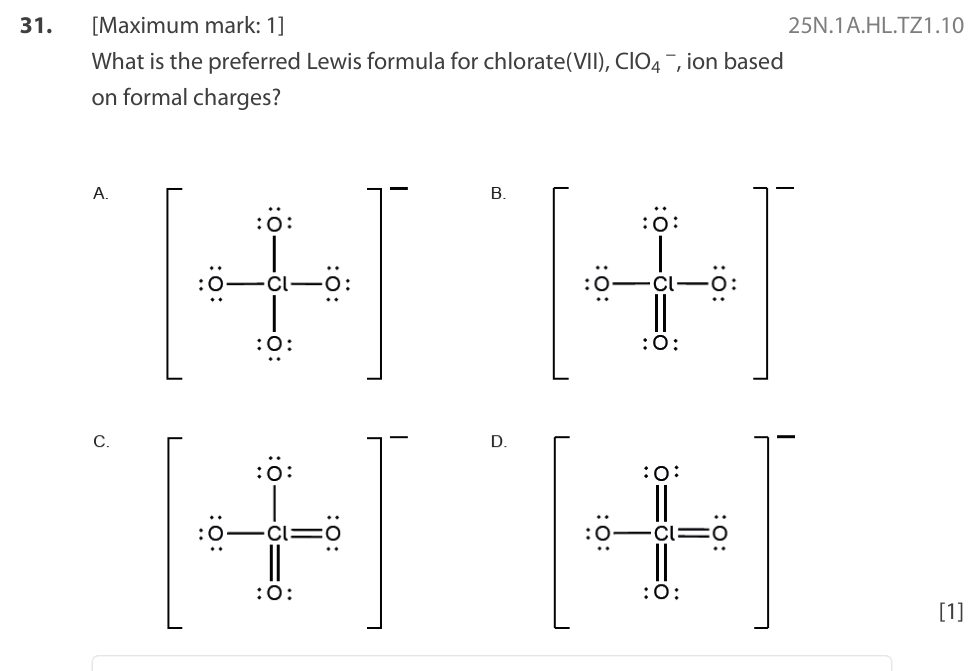 31. [Maximum mark: 1] 25N.1A.HL.TZ1.10
What is the preferred Lewis formula for chlorate(VII), ClO₄ ⁻, ion based
on formal charges?
A. B.
:Ö: :Ö:
:Ö—Cl—Ö: :Ö—Cl—Ö:
:O: :O:
C. D.
:Ö: :O:
:Ö—Cl=Ö :Ö—Cl=Ö
:O: :O:
[1]